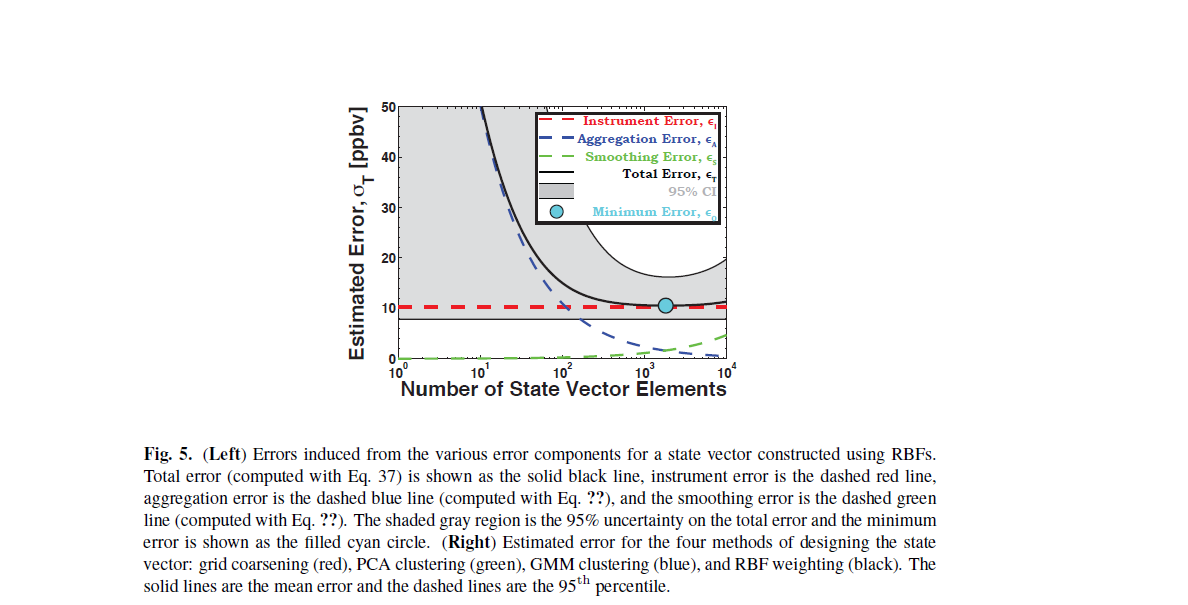 50
40
30
20
10
0
Estimated Error, σT [ppbv]
Instrument Error, ϵI
Aggregation Error, ϵA
Smoothing Error, ϵS
Total Error, ϵT
95% CI
Minimum Error, ϵ
10^0 10^1 10^2 10^3 10^4
Number of State Vector Elements
Fig. 5. (Left) Errors induced from the various error components for a state vector constructed using RBFs.
Total error (computed with Eq. 37) is shown as the solid black line, instrument error is the dashed red line,
aggregation error is the dashed blue line (computed with Eq. ??), and the smoothing error is the dashed green
line (computed with Eq. ??). The shaded gray region is the 95% uncertainty on the total error and the minimum
error is shown as the filled cyan circle. (Right) Estimated error for the four methods of designing the state
vector: grid coarsening (red), PCA clustering (green), GMM clustering (blue), and RBF weighting (black). The
solid lines are the mean error and the dashed lines are the 95th percentile.